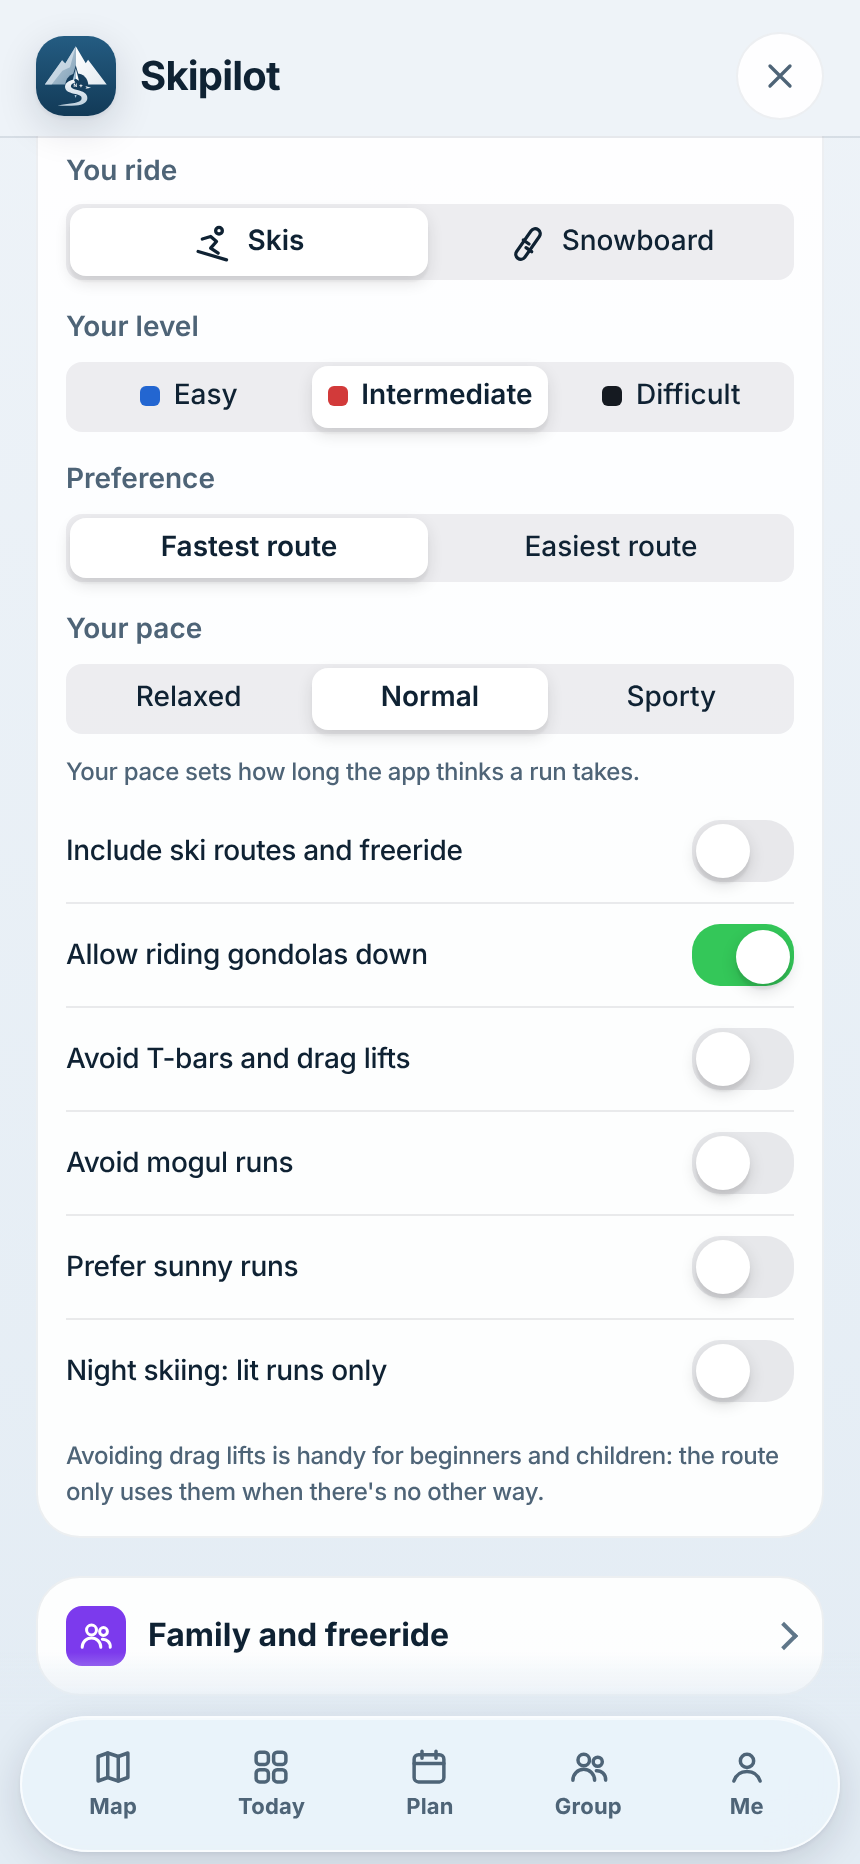 Skipilot
You ride
Skis
Snowboard
Your level
Easy
Intermediate
Difficult
Preference
Fastest route
Easiest route
Your pace
Relaxed
Normal
Sporty
Your pace sets how long the app thinks a run takes.
Include ski routes and freeride
Allow riding gondolas down
Avoid T-bars and drag lifts
Avoid mogul runs
Prefer sunny runs
Night skiing: lit runs only
Avoiding drag lifts is handy for beginners and children: the route
only uses them when there's no other way.
Family and freeride
Map
Today
Plan
Group
Me